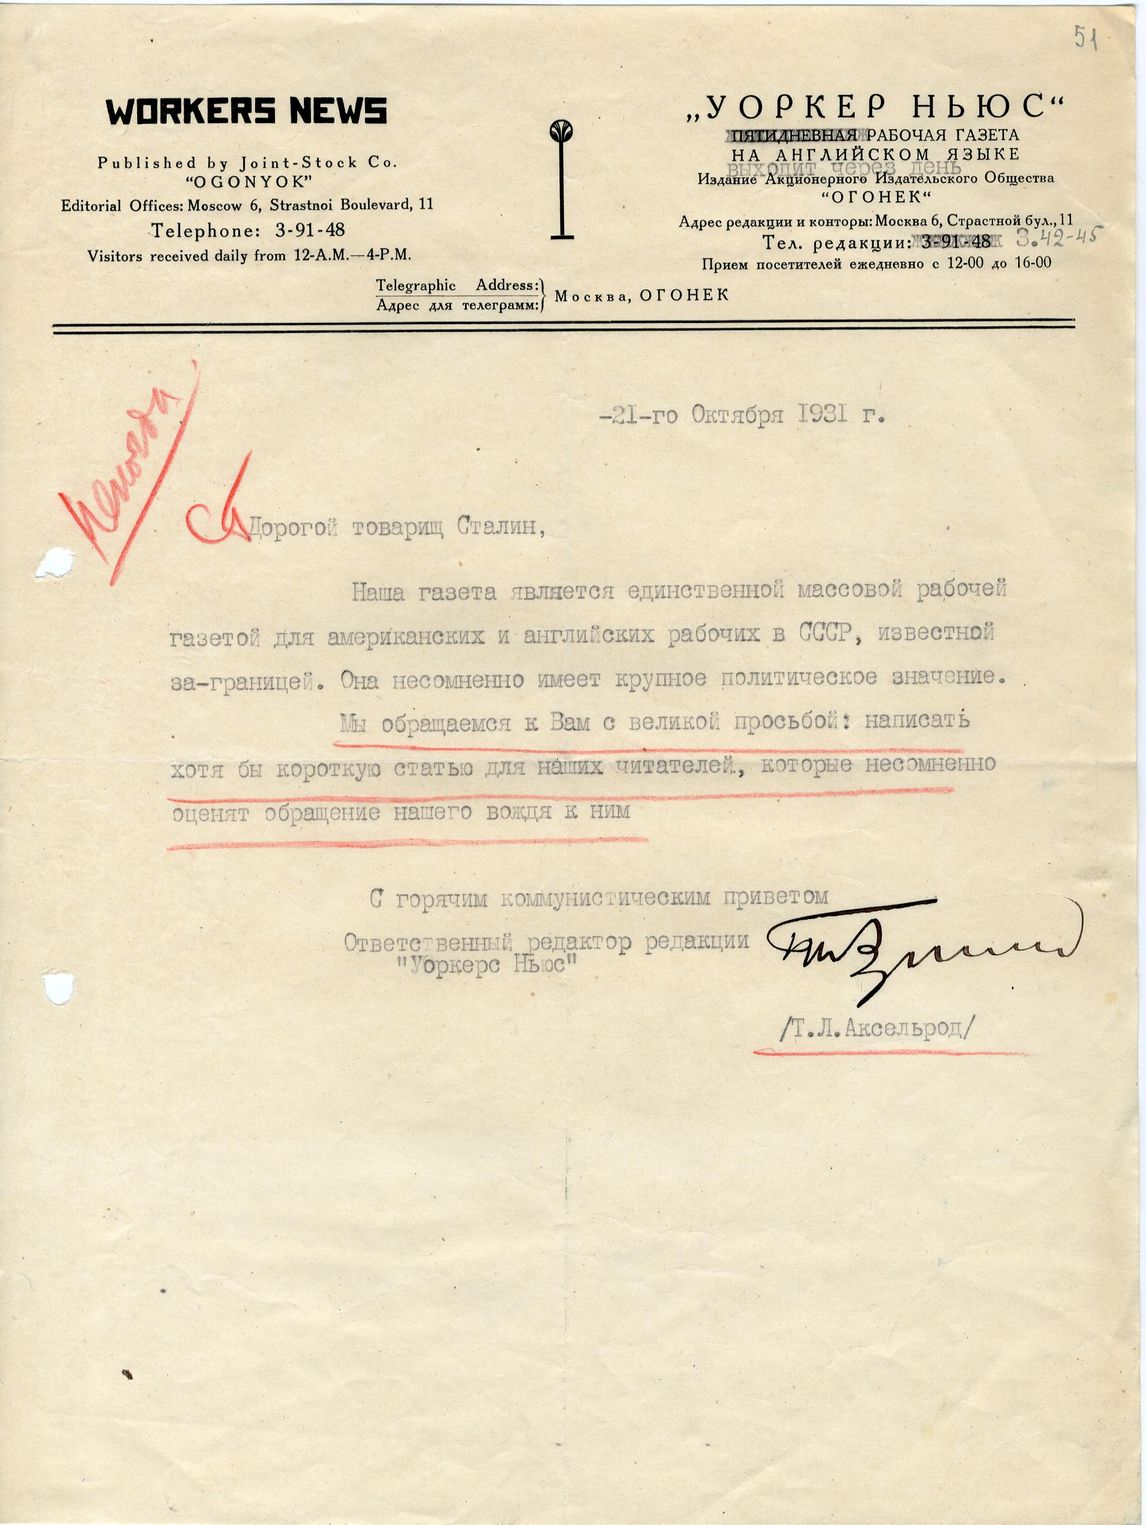 51
WORKERS NEWS
Published by Joint-Stock Co.
"OGONYOK"
Editorial Offices: Moscow 6, Strastnoi Boulevard, 11
Telephone: 3-91-48
Visitors received daily from 12-A.M.—4-P.M.
„УОРКЕР НЬЮС“
ПЯТИДНЕВНАЯ РАБОЧАЯ ГАЗЕТА
НА АНГЛИЙСКОМ ЯЗЫКЕ
выходит через день
Издание Акционерного Издательского Общества
“ОГОНЕК“
Адрес редакции и конторы: Москва 6, Страстной бул., 11
Тел. редакции: 3-91-48 3.42-45
Прием посетителей ежедневно с 12-00 до 16-00
Telegraphic Address:
Адрес для телеграмм:
Москва, ОГОНЕК
Некогда
-21-го Октября 1931 г.
Ст
Дорогой товарищ Сталин,
Наша газета является единственной массовой рабочей
газетой для американских и английских рабочих в СССР, известной
за-границей. Она несомненно имеет крупное политическое значение.
Мы обращаемся к Вам с великой просьбой: написать
хотя бы короткую статью для наших читателей, которые несомненно
оценят обращение нашего вождя к ним
С горячим коммунистическим приветом
Ответственный редактор редакции
"Уоркерс Ньюс"
/Т.Л.Аксельрод/